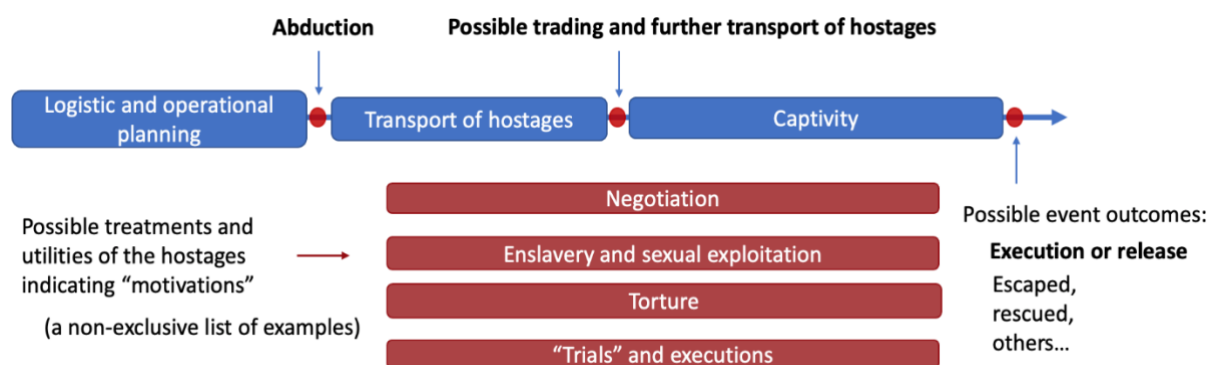 Abduction
Possible trading and further transport of hostages
Logistic and operational
planning
Transport of hostages
Captivity
Possible treatments and
utilities of the hostages
indicating “motivations”
(a non-exclusive list of examples)
Negotiation
Enslavery and sexual exploitation
Torture
“Trials” and executions
Possible event outcomes:
Execution or release
Escaped,
rescued,
others…